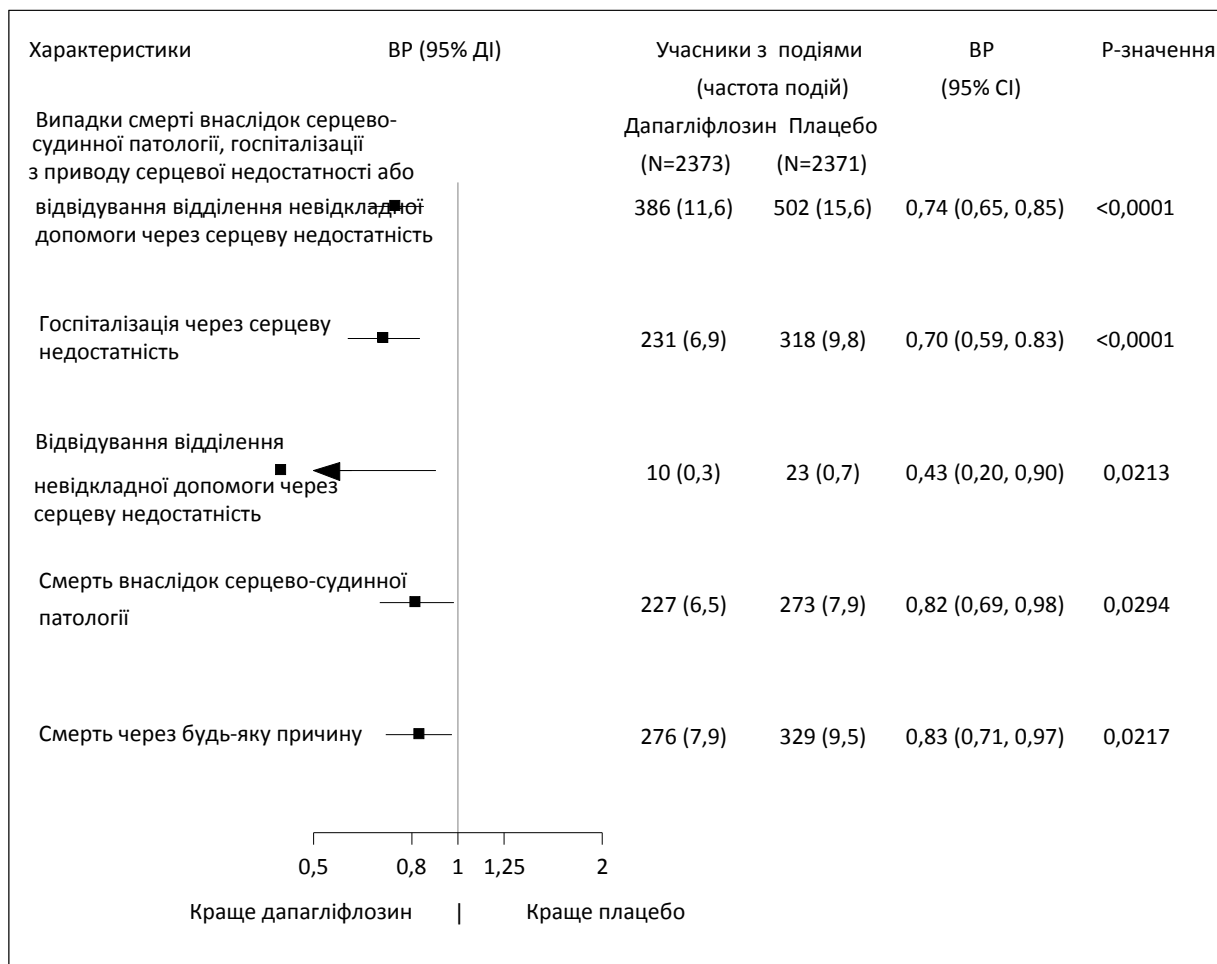 Характеристики ВР (95% ДІ) Учасники з подіями ВР Р-значення
(частота подій) (95% CI)
Випадки смерті внаслідок серцево-
Дапагліфлозин Плацебо
судинної патології, госпіталізації
(N=2373) (N=2371)
з приводу серцевої недостатності або
відвідування відділення невідкладної 386 (11,6) 502 (15,6) 0,74 (0,65, 0,85) <0,0001
допомоги через серцеву недостатність
Госпіталізація через серцеву
231 (6,9) 318 (9,8) 0,70 (0,59, 0.83) <0,0001
недостатність
Відвідування відділення
10 (0,3) 23 (0,7) 0,43 (0,20, 0,90) 0,0213
невідкладної допомоги через
серцеву недостатність
Смерть внаслідок серцево-судинної
227 (6,5) 273 (7,9) 0,82 (0,69, 0,98) 0,0294
патології
Смерть через будь-яку причину 276 (7,9) 329 (9,5) 0,83 (0,71, 0,97) 0,0217
0,5 0,8 1 1,25 2
Краще дапагліфлозин | Краще плацебо